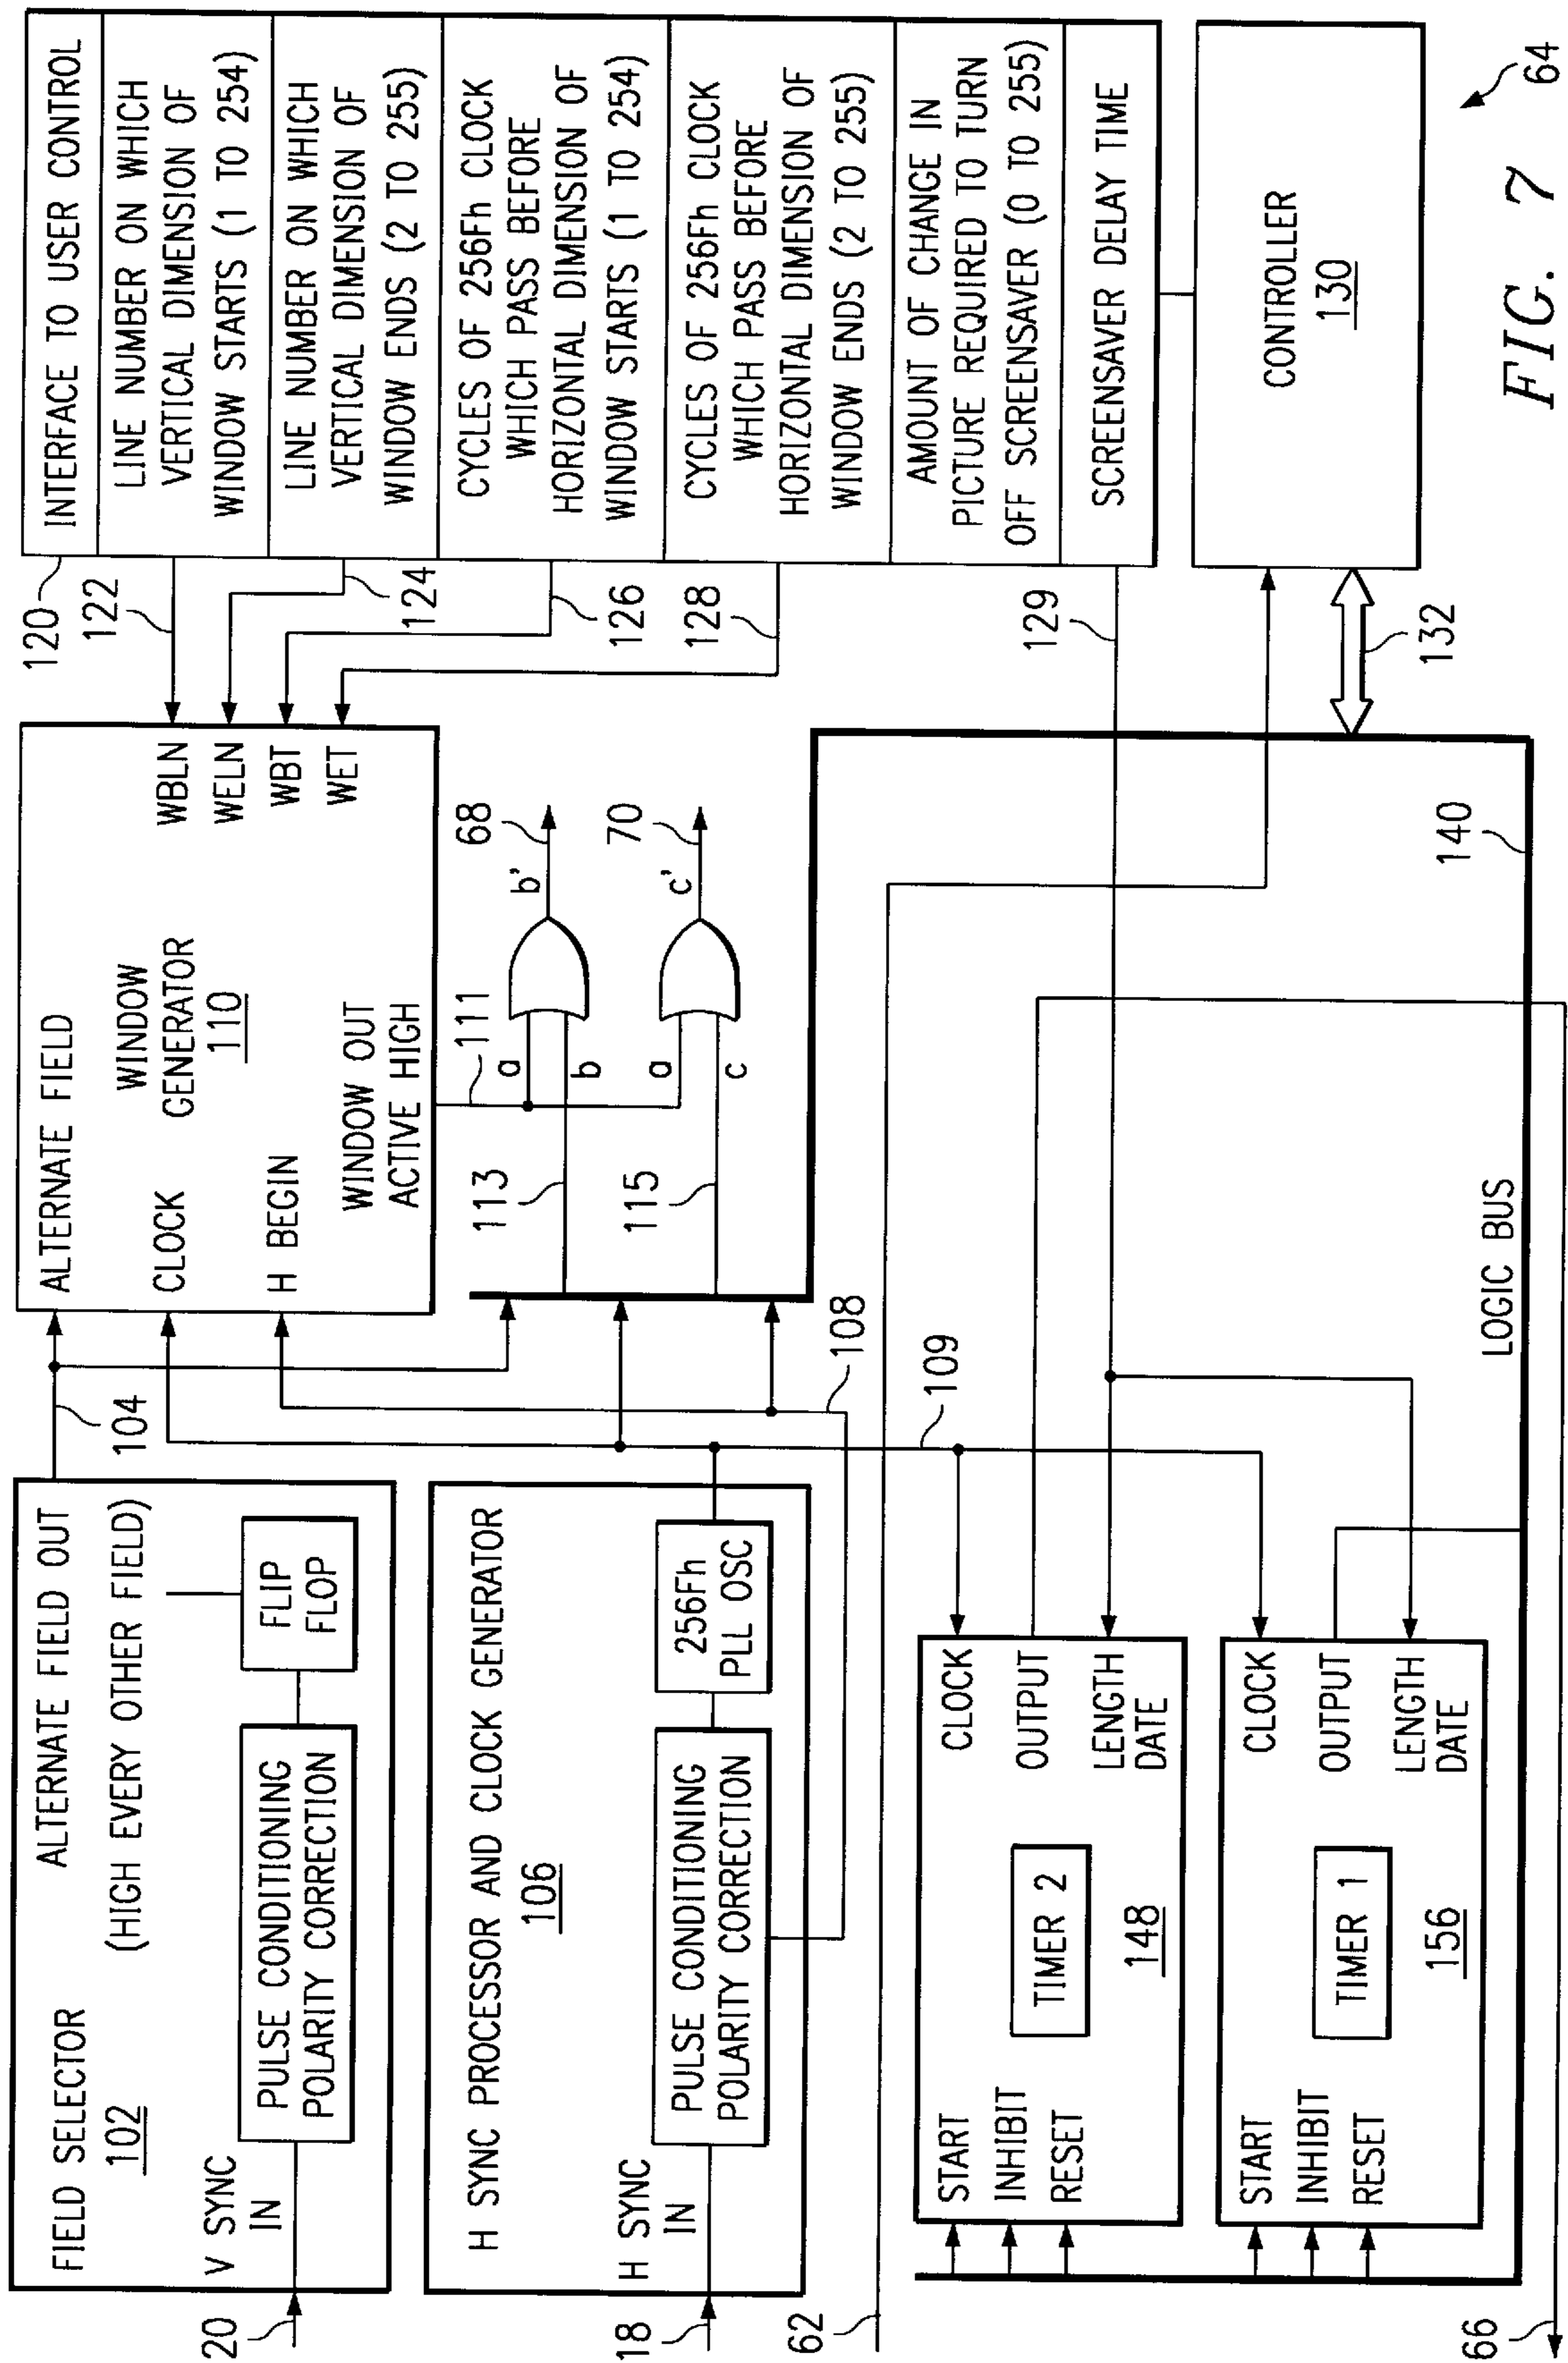 FIELD SELECTOR
102
ALTERNATE FIELD OUT
(HIGH EVERY OTHER FIELD)
V SYNC
IN
20
PULSE CONDITIONING
POLARITY CORRECTION
FLIP
FLOP
104
H SYNC PROCESSOR AND CLOCK GENERATOR
106
H SYNC
IN
18
PULSE CONDITIONING
POLARITY CORRECTION
256Fh
PLL OSC
108
109
62
ALTERNATE FIELD
CLOCK
H BEGIN
WINDOW
GENERATOR
110
WINDOW OUT
ACTIVE HIGH
WBLN
WELN
WBT
WET
111
a
b
b'
68
113
a
c
c'
70
115
120
122
124
126
128
129
INTERFACE TO USER CONTROL
LINE NUMBER ON WHICH
VERTICAL DIMENSION OF
WINDOW STARTS (1 TO 254)
LINE NUMBER ON WHICH
VERTICAL DIMENSION OF
WINDOW ENDS (2 TO 255)
CYCLES OF 256Fh CLOCK
WHICH PASS BEFORE
HORIZONTAL DIMENSION OF
WINDOW STARTS (1 TO 254)
CYCLES OF 256Fh CLOCK
WHICH PASS BEFORE
HORIZONTAL DIMENSION OF
WINDOW ENDS (2 TO 255)
AMOUNT OF CHANGE IN
PICTURE REQUIRED TO TURN
OFF SCREENSAVER (0 TO 255)
SCREENSAVER DELAY TIME
CONTROLLER
130
132
START
INHIBIT
RESET
TIMER 2
148
CLOCK
OUTPUT
LENGTH
DATE
START
INHIBIT
RESET
TIMER 1
156
CLOCK
OUTPUT
LENGTH
DATE
LOGIC BUS
140
66
64
FIG. 7